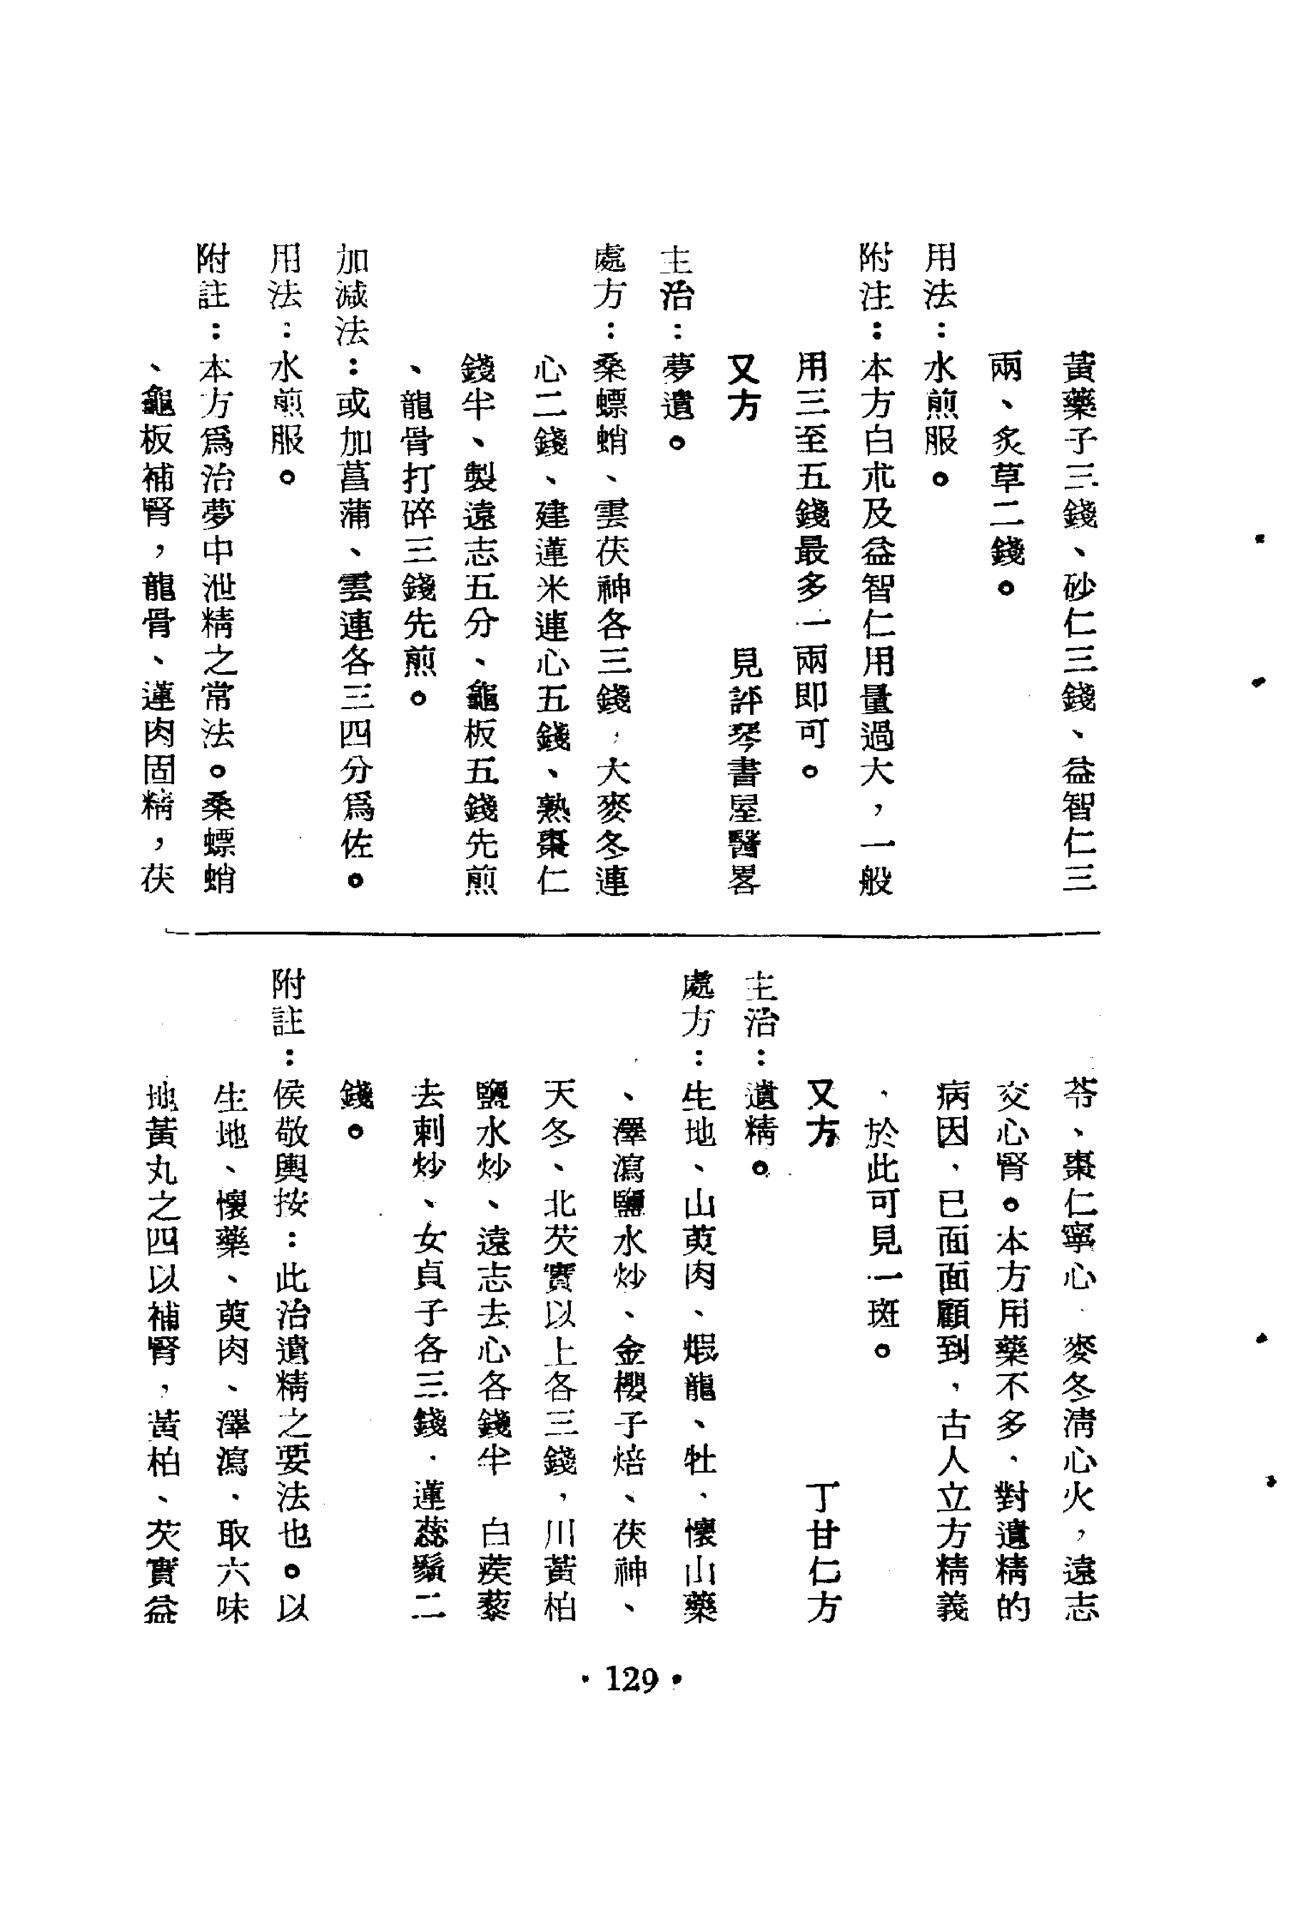 黃藥子三錢、砂仁三錢、益智仁三
兩、炙草二錢。
用法：水煎服。
附注：本方白朮及益智仁用量過大，一般
用三至五錢最多一兩即可。
又方　見評琴書屋醫畧
主治：夢遺。
處方：桑螵蛸、雲茯神各三錢，大麥冬連
心二錢、建蓮米連心五錢、熟棗仁
錢半、製遠志五分、龜板五錢先煎
、龍骨打碎三錢先煎。
加減法：或加菖蒲、雲連各三四分爲佐。
用法：水煎服。
附註：本方爲治夢中泄精之常法。桑螵蛸
、龜板補腎，龍骨、蓮肉固精，茯
苓、棗仁寧心、麥冬清心火，遠志
交心腎。本方用藥不多，對遺精的
病因，已面面顧到，古人立方精義
，於此可見一斑。
又方　丁甘仁方
主治：遺精。
處方：生地、山萸肉、煆龍、牡、懷山藥
、澤瀉鹽水炒、金櫻子焙、茯神、
天冬、北芡實以上各三錢，川黃柏
鹽水炒、遠志去心各錢半　白蒺藜
去刺炒、女貞子各三錢，蓮蕊鬚二
錢。
附註：侯敬輿按：此治遺精之要法也。以
生地、懷藥、萸肉、澤瀉，取六味
地黃丸之四以補腎，黃柏、芡實益
·129·